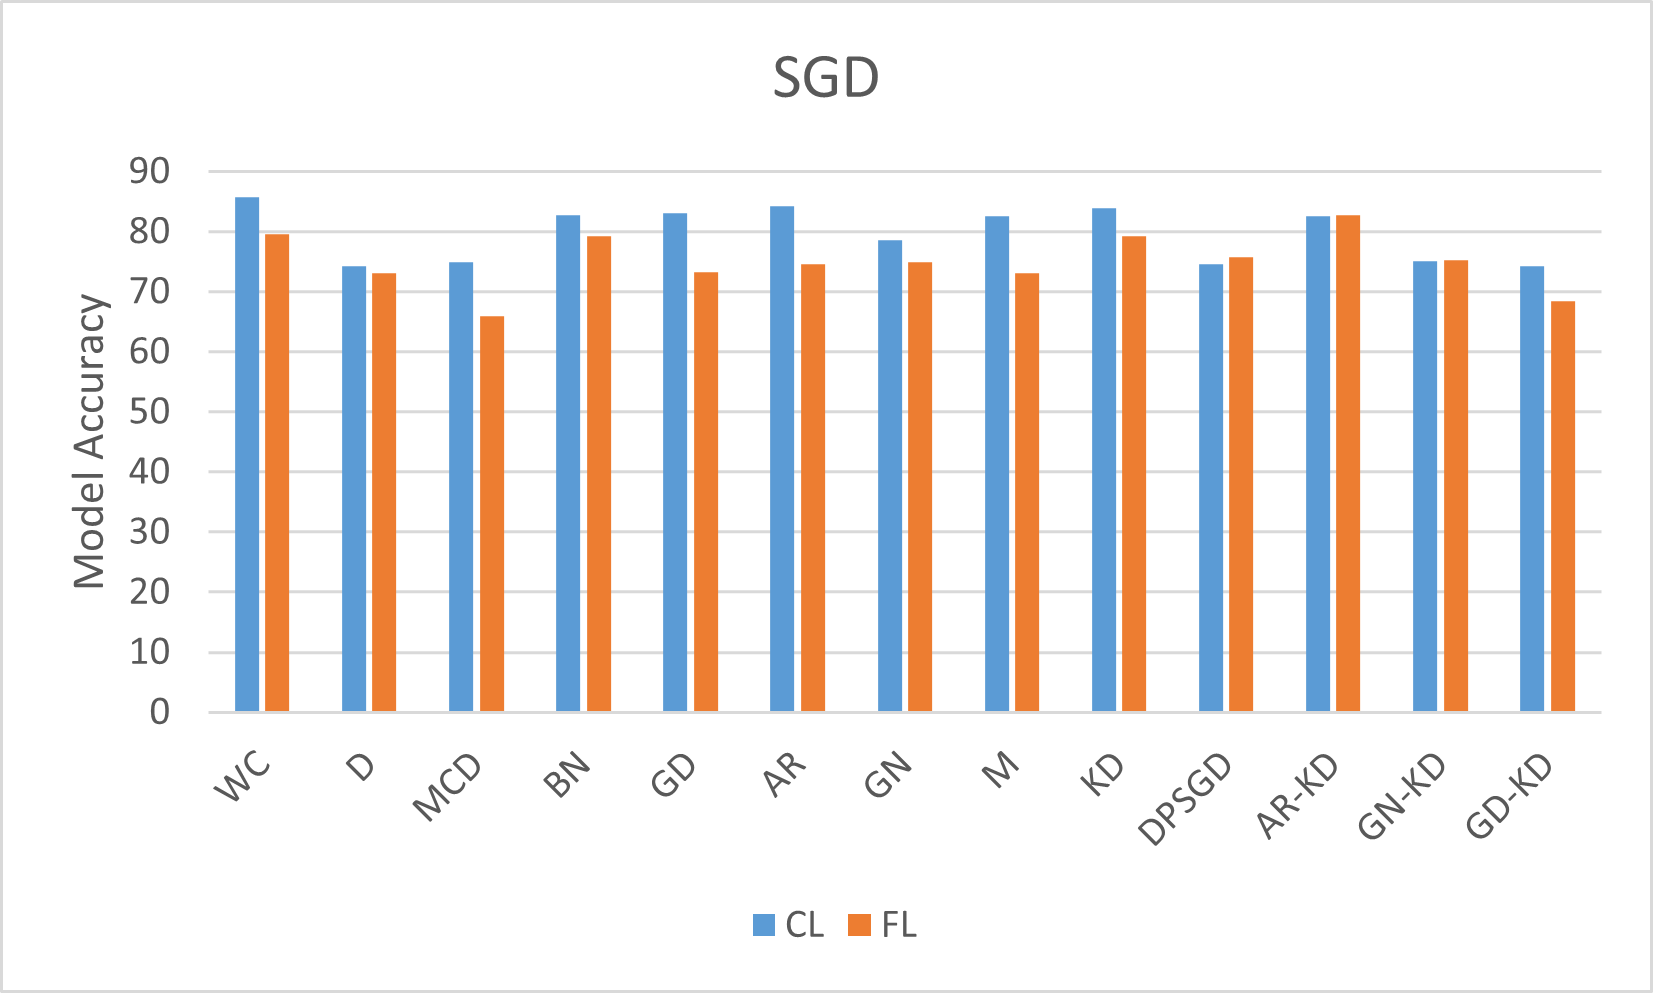 SGD
Model Accuracy
90
80
70
60
50
40
30
20
10
0
WC
D
MCD
BN
GD
AR
GN
M
KD
DPSGD
AR-KD
GN-KD
GD-KD
CL FL